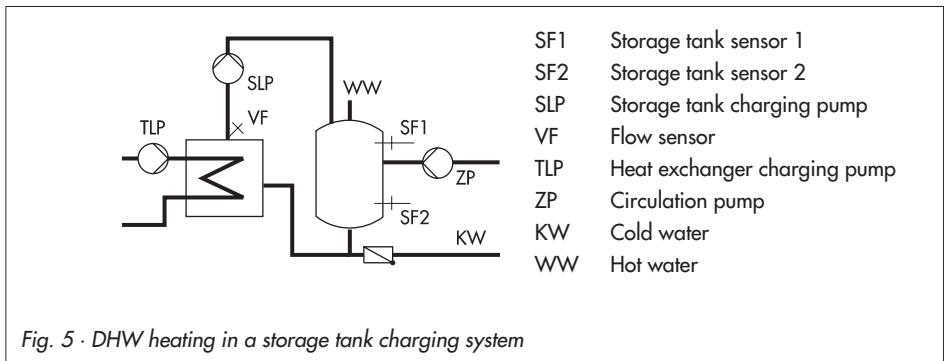 SLP
WW
VF
TLP
SF1
ZP
SF2
KW
SF1 Storage tank sensor 1
SF2 Storage tank sensor 2
SLP Storage tank charging pump
VF Flow sensor
TLP Heat exchanger charging pump
ZP Circulation pump
KW Cold water
WW Hot water
Fig. 5 · DHW heating in a storage tank charging system